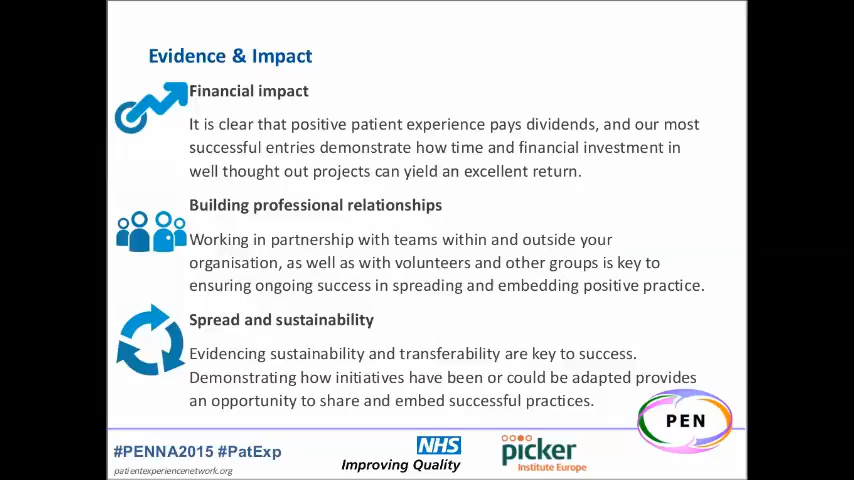 Evidence & Impact
Financial impact
It is clear that positive patient experience pays dividends, and our most
successful entries demonstrate how time and financial investment in
well thought out projects can yield an excellent return.
Building professional relationships
Working in partnership with teams within and outside your
organisation, as well as with volunteers and other groups is key to
ensuring ongoing success in spreading and embedding positive practice.
Spread and sustainability
Evidencing sustainability and transferability are key to success.
Demonstrating how initiatives have been or could be adapted provides
an opportunity to share and embed successful practices.
PEN
#PENNA2015 #PatExp
patientexperiencenetwork.org
NHS
Improving Quality
picker
Institute Europe